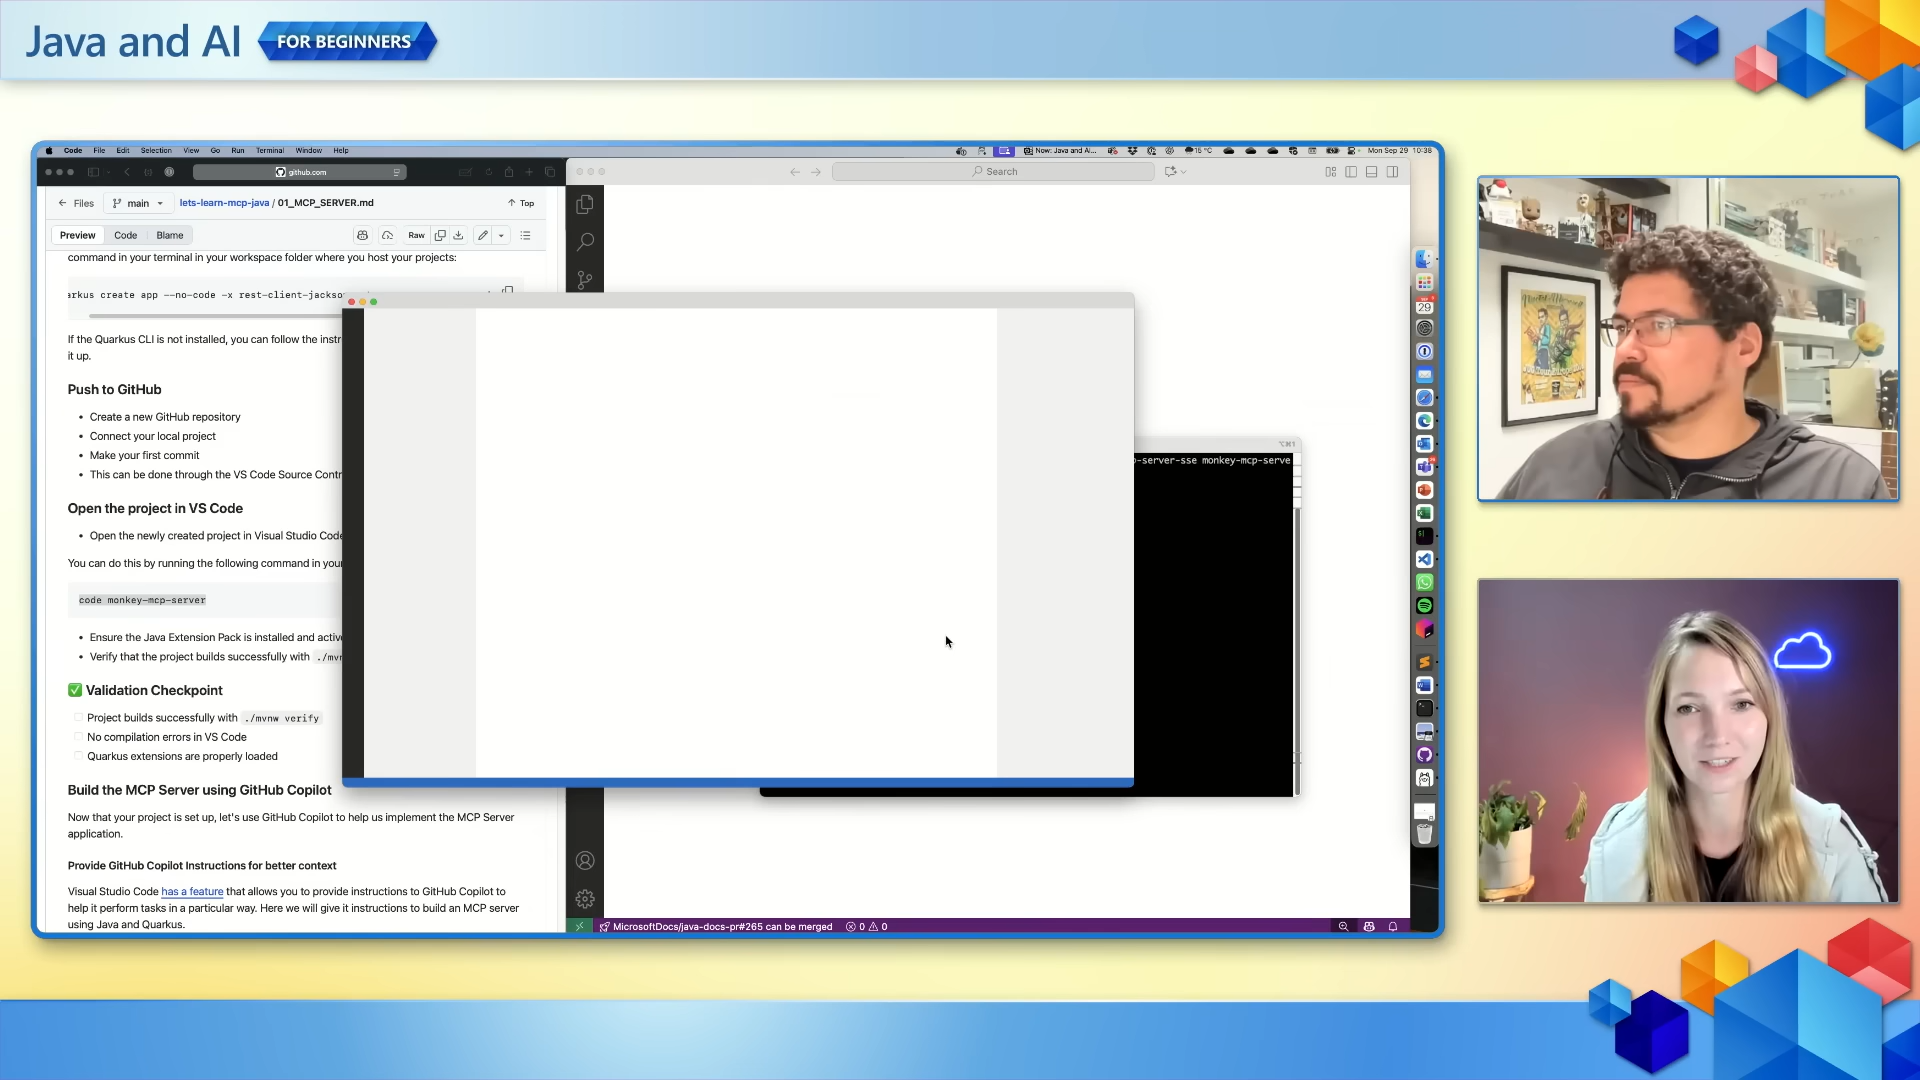 Java and AI
FOR BEGINNERS
Code File Edit Selection View Go Run Terminal Window Help
Now: Java and Ai...
15 °C
Mon Sep 29 10:38
github.com
Search
Files
main
lets-learn-mcp-java / 01_MCP_SERVER.md
Top
Preview
Code
Blame
Raw
command in your terminal in your workspace folder where you host your projects:
arkus create app --no-code -x rest-client-jackso
If the Quarkus CLI is not installed, you can follow the instr
it up.
Push to GitHub
• Create a new GitHub repository
• Connect your local project
• Make your first commit
• This can be done through the VS Code Source Contr
Open the project in VS Code
• Open the newly created project in Visual Studio Code
You can do this by running the following command in your
code monkey-mcp-server
• Ensure the Java Extension Pack is installed and active
• Verify that the project builds successfully with ./mvn
✅ Validation Checkpoint
Project builds successfully with ./mvnw verify
No compilation errors in VS Code
Quarkus extensions are properly loaded
Build the MCP Server using GitHub Copilot
Now that your project is set up, let's use GitHub Copilot to help us implement the MCP Server
application.
Provide GitHub Copilot Instructions for better context
Visual Studio Code has a feature that allows you to provide instructions to GitHub Copilot to
help it perform tasks in a particular way. Here we will give it instructions to build an MCP server
using Java and Quarkus.
⌥⌘1
p-server-sse monkey-mcp-serve
29
MicrosoftDocs/java-docs-pr#265 can be merged
0
0